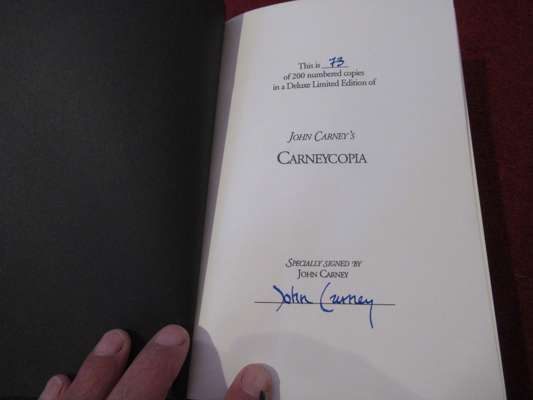 This is 73
of 200 numbered copies
in a Deluxe Limited Edition of
JOHN CARNEY'S
CARNEYCOPIA
SPECIALLY SIGNED BY
JOHN CARNEY
John Carney